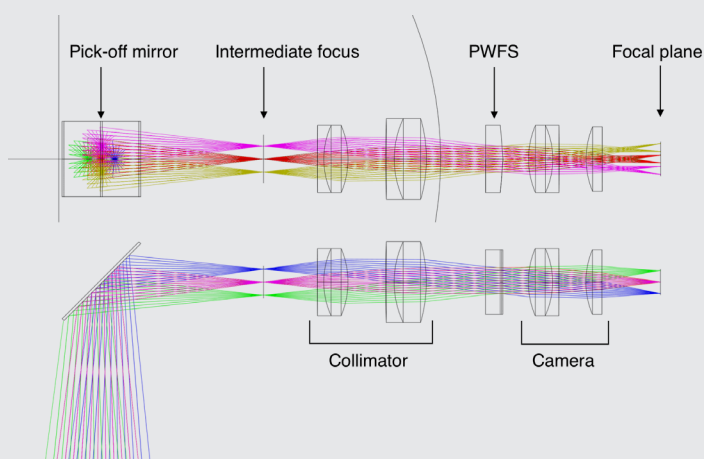 Pick-off mirror
Intermediate focus
PWFS
Focal plane
Collimator
Camera